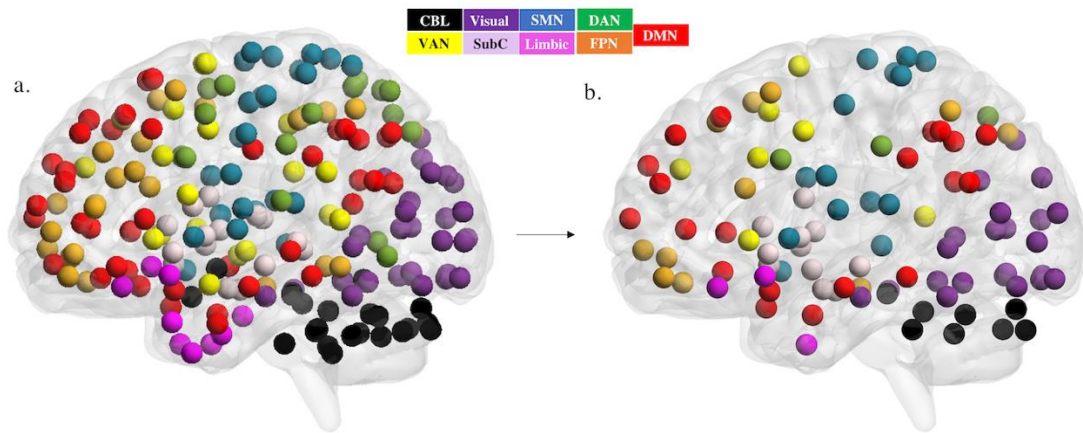 CBL Visual SMN DAN
VAN SubC Limbic FPN DMN
a.
b.